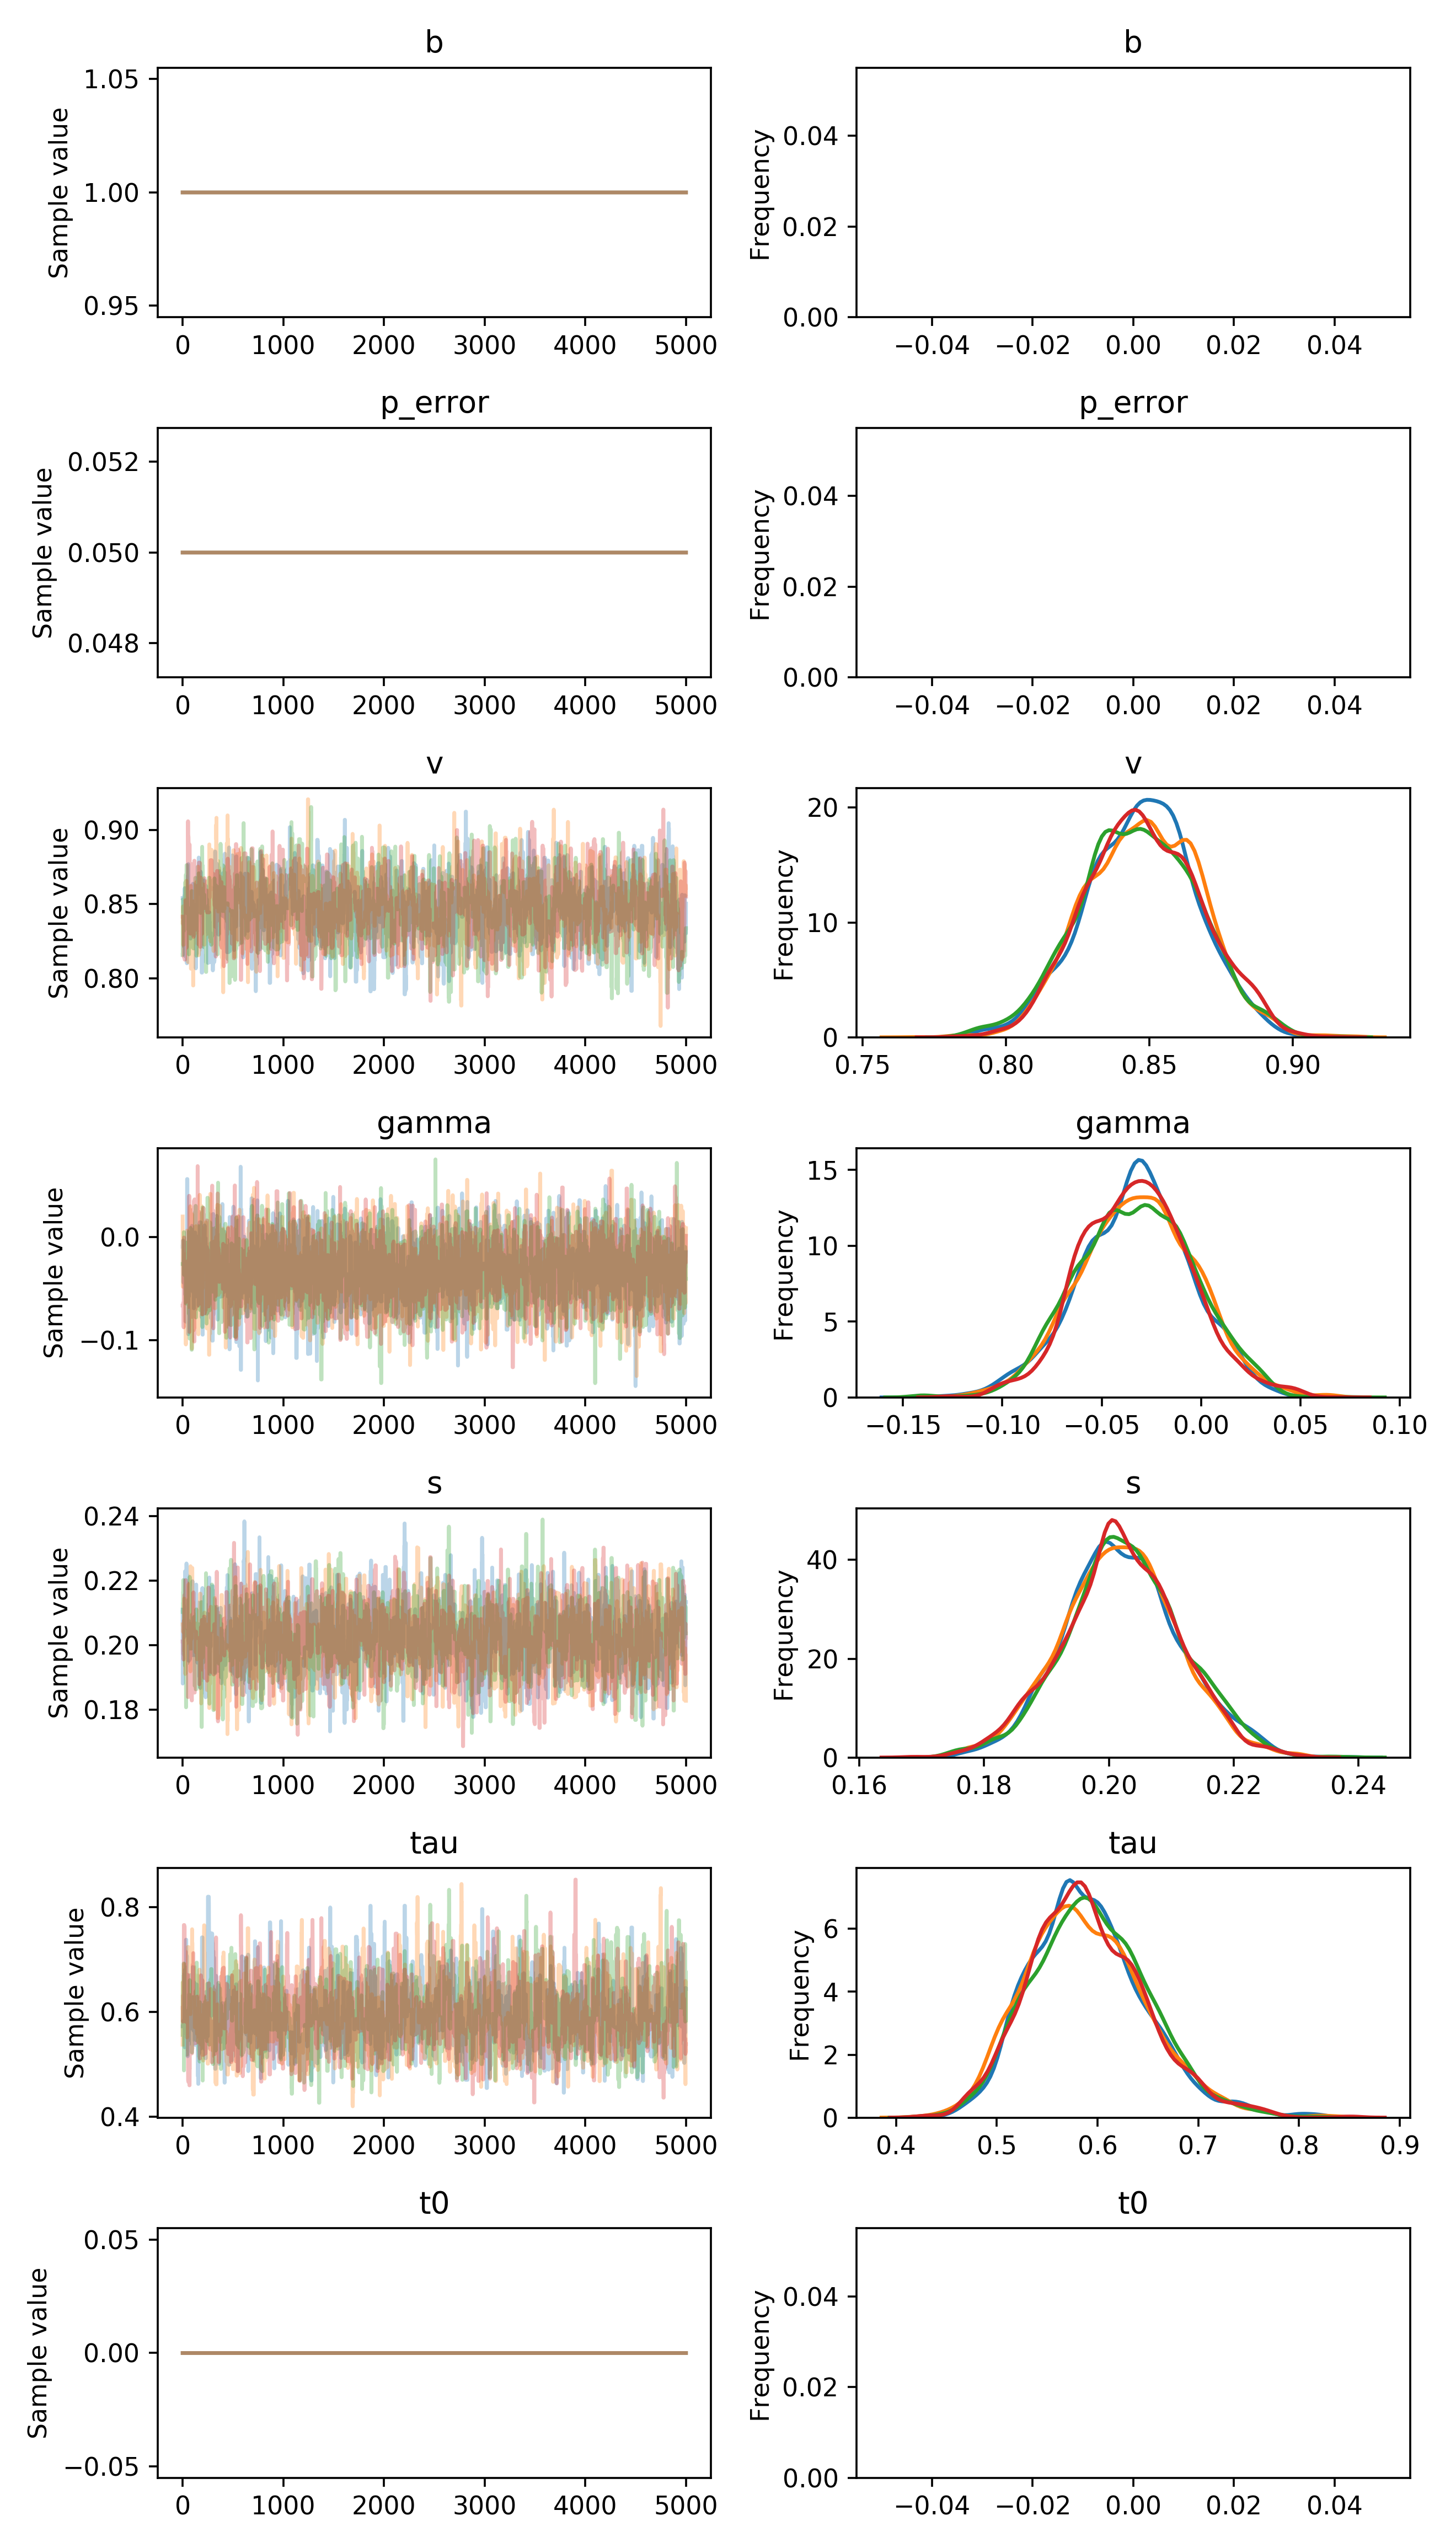 b
b
Sample value
1.05
1.00
0.95
0 1000 2000 3000 4000 5000
Frequency
0.04
0.02
0.00
−0.04 −0.02 0.00 0.02 0.04
p_error
p_error
Sample value
0.052
0.050
0.048
0 1000 2000 3000 4000 5000
Frequency
0.04
0.02
0.00
−0.04 −0.02 0.00 0.02 0.04
v
v
Sample value
0.90
0.85
0.80
0 1000 2000 3000 4000 5000
Frequency
20
10
0
0.75 0.80 0.85 0.90
gamma
gamma
Sample value
0.0
−0.1
0 1000 2000 3000 4000 5000
Frequency
15
10
5
0
−0.15 −0.10 −0.05 0.00 0.05 0.10
s
s
Sample value
0.24
0.22
0.20
0.18
0 1000 2000 3000 4000 5000
Frequency
40
20
0
0.16 0.18 0.20 0.22 0.24
tau
tau
Sample value
0.8
0.6
0.4
0 1000 2000 3000 4000 5000
Frequency
6
4
2
0
0.4 0.5 0.6 0.7 0.8 0.9
t0
t0
Sample value
0.05
0.00
−0.05
0 1000 2000 3000 4000 5000
Frequency
0.04
0.02
0.00
−0.04 −0.02 0.00 0.02 0.04